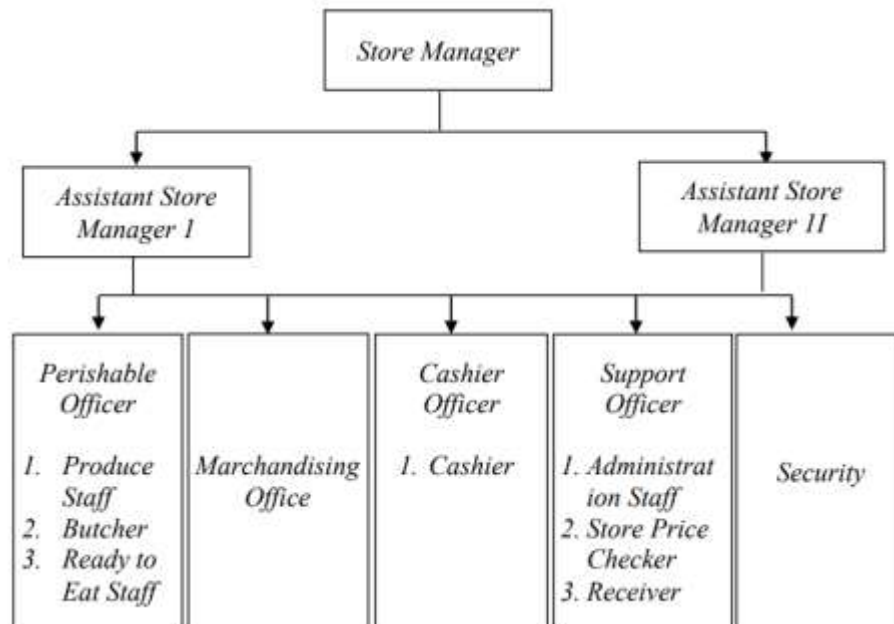 Store Manager
Assistant Store
Manager 1
Assistant Store
Manager 1I
Perishable
Officer
1. Produce
Staff
2. Butcher
3. Ready to
Eat Staff
Marchandising
Office
Cashier
Officer
1. Cashier
Support
Officer
1. Administrat
ion Staff
2. Store Price
Checker
3. Receiver
Security